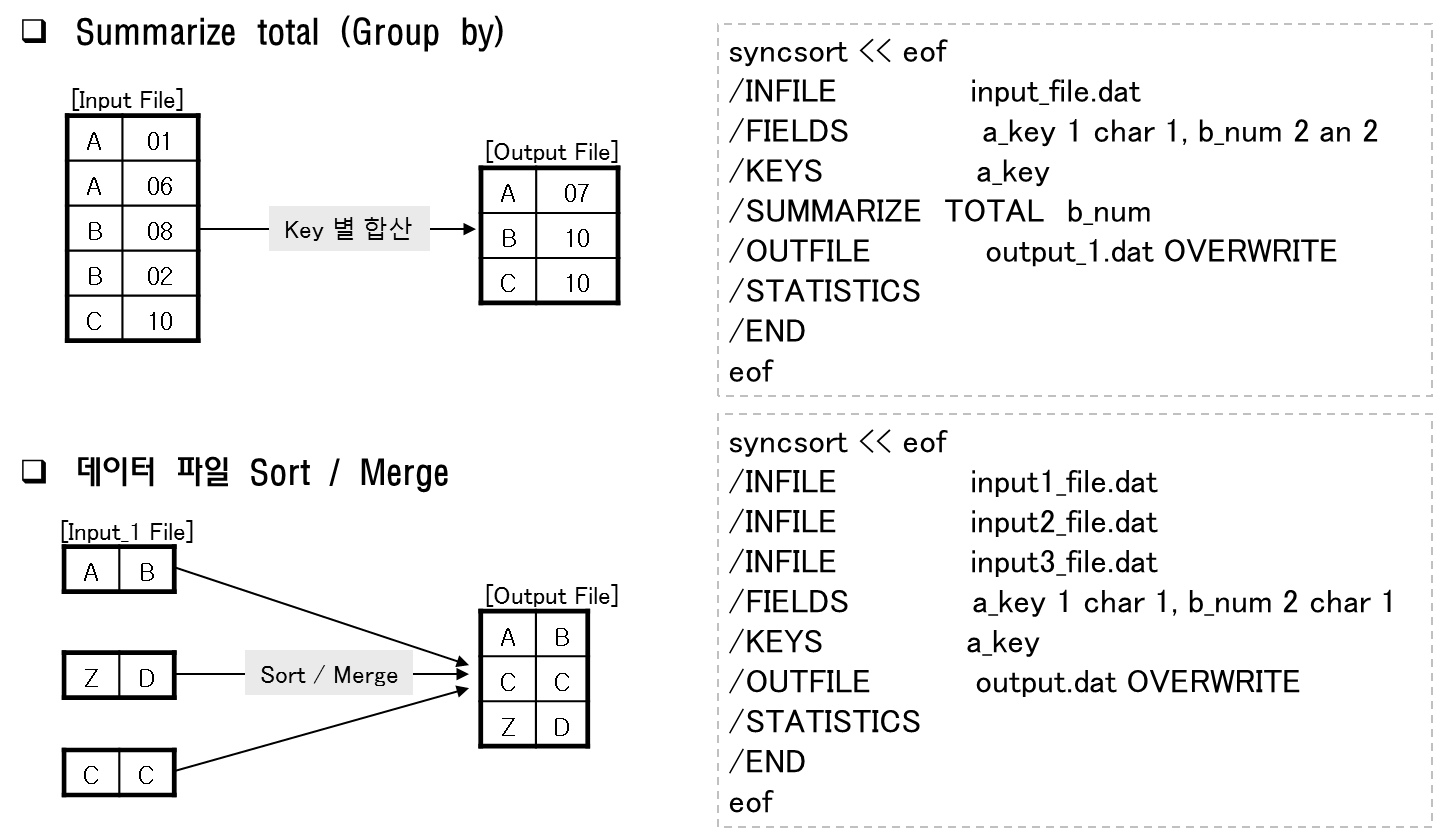 ❑ Summarize total (Group by)
[Input File]
A 01
A 06
B 08
B 02
C 10
Key 별 합산
[Output File]
A 07
B 10
C 10
syncsort << eof
/INFILE input_file.dat
/FIELDS a_key 1 char 1, b_num 2 an 2
/KEYS a_key
/SUMMARIZE TOTAL b_num
/OUTFILE output_1.dat OVERWRITE
/STATISTICS
/END
eof
❑ 데이터 파일 Sort / Merge
[Input_1 File]
A B
Z D
C C
Sort / Merge
[Output File]
A B
C C
Z D
syncsort << eof
/INFILE input1_file.dat
/INFILE input2_file.dat
/INFILE input3_file.dat
/FIELDS a_key 1 char 1, b_num 2 char 1
/KEYS a_key
/OUTFILE output.dat OVERWRITE
/STATISTICS
/END
eof